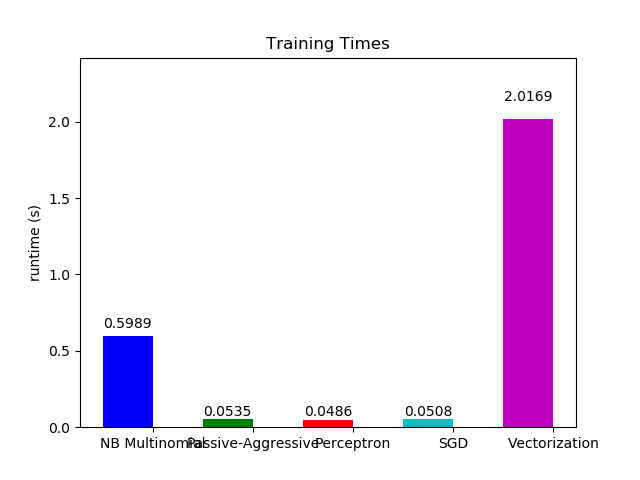 Training Times
2.0169
2.0
1.5
runtime (s)
1.0
0.5989
0.5
0.0535 0.0486 0.0508
0.0
NB Multinomial Passive-Aggressive Perceptron SGD Vectorization